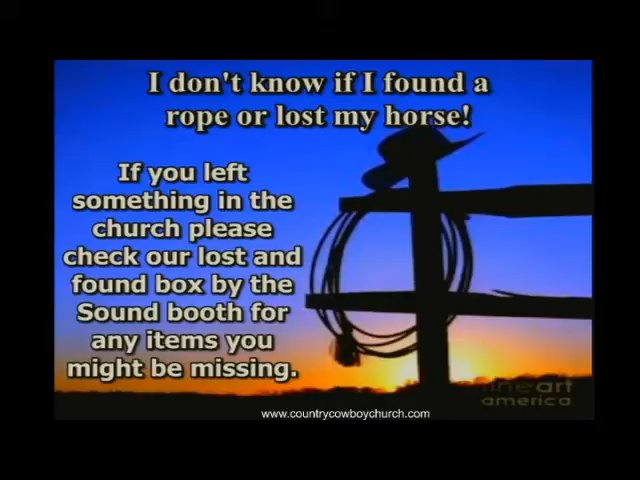 I don't know if I found a
rope or lost my horse!
If you left
something in the
church please
check our lost and
found box by the
Sound booth for
any items you
might be missing.
fine art
america
www.countrycowboychurch.com